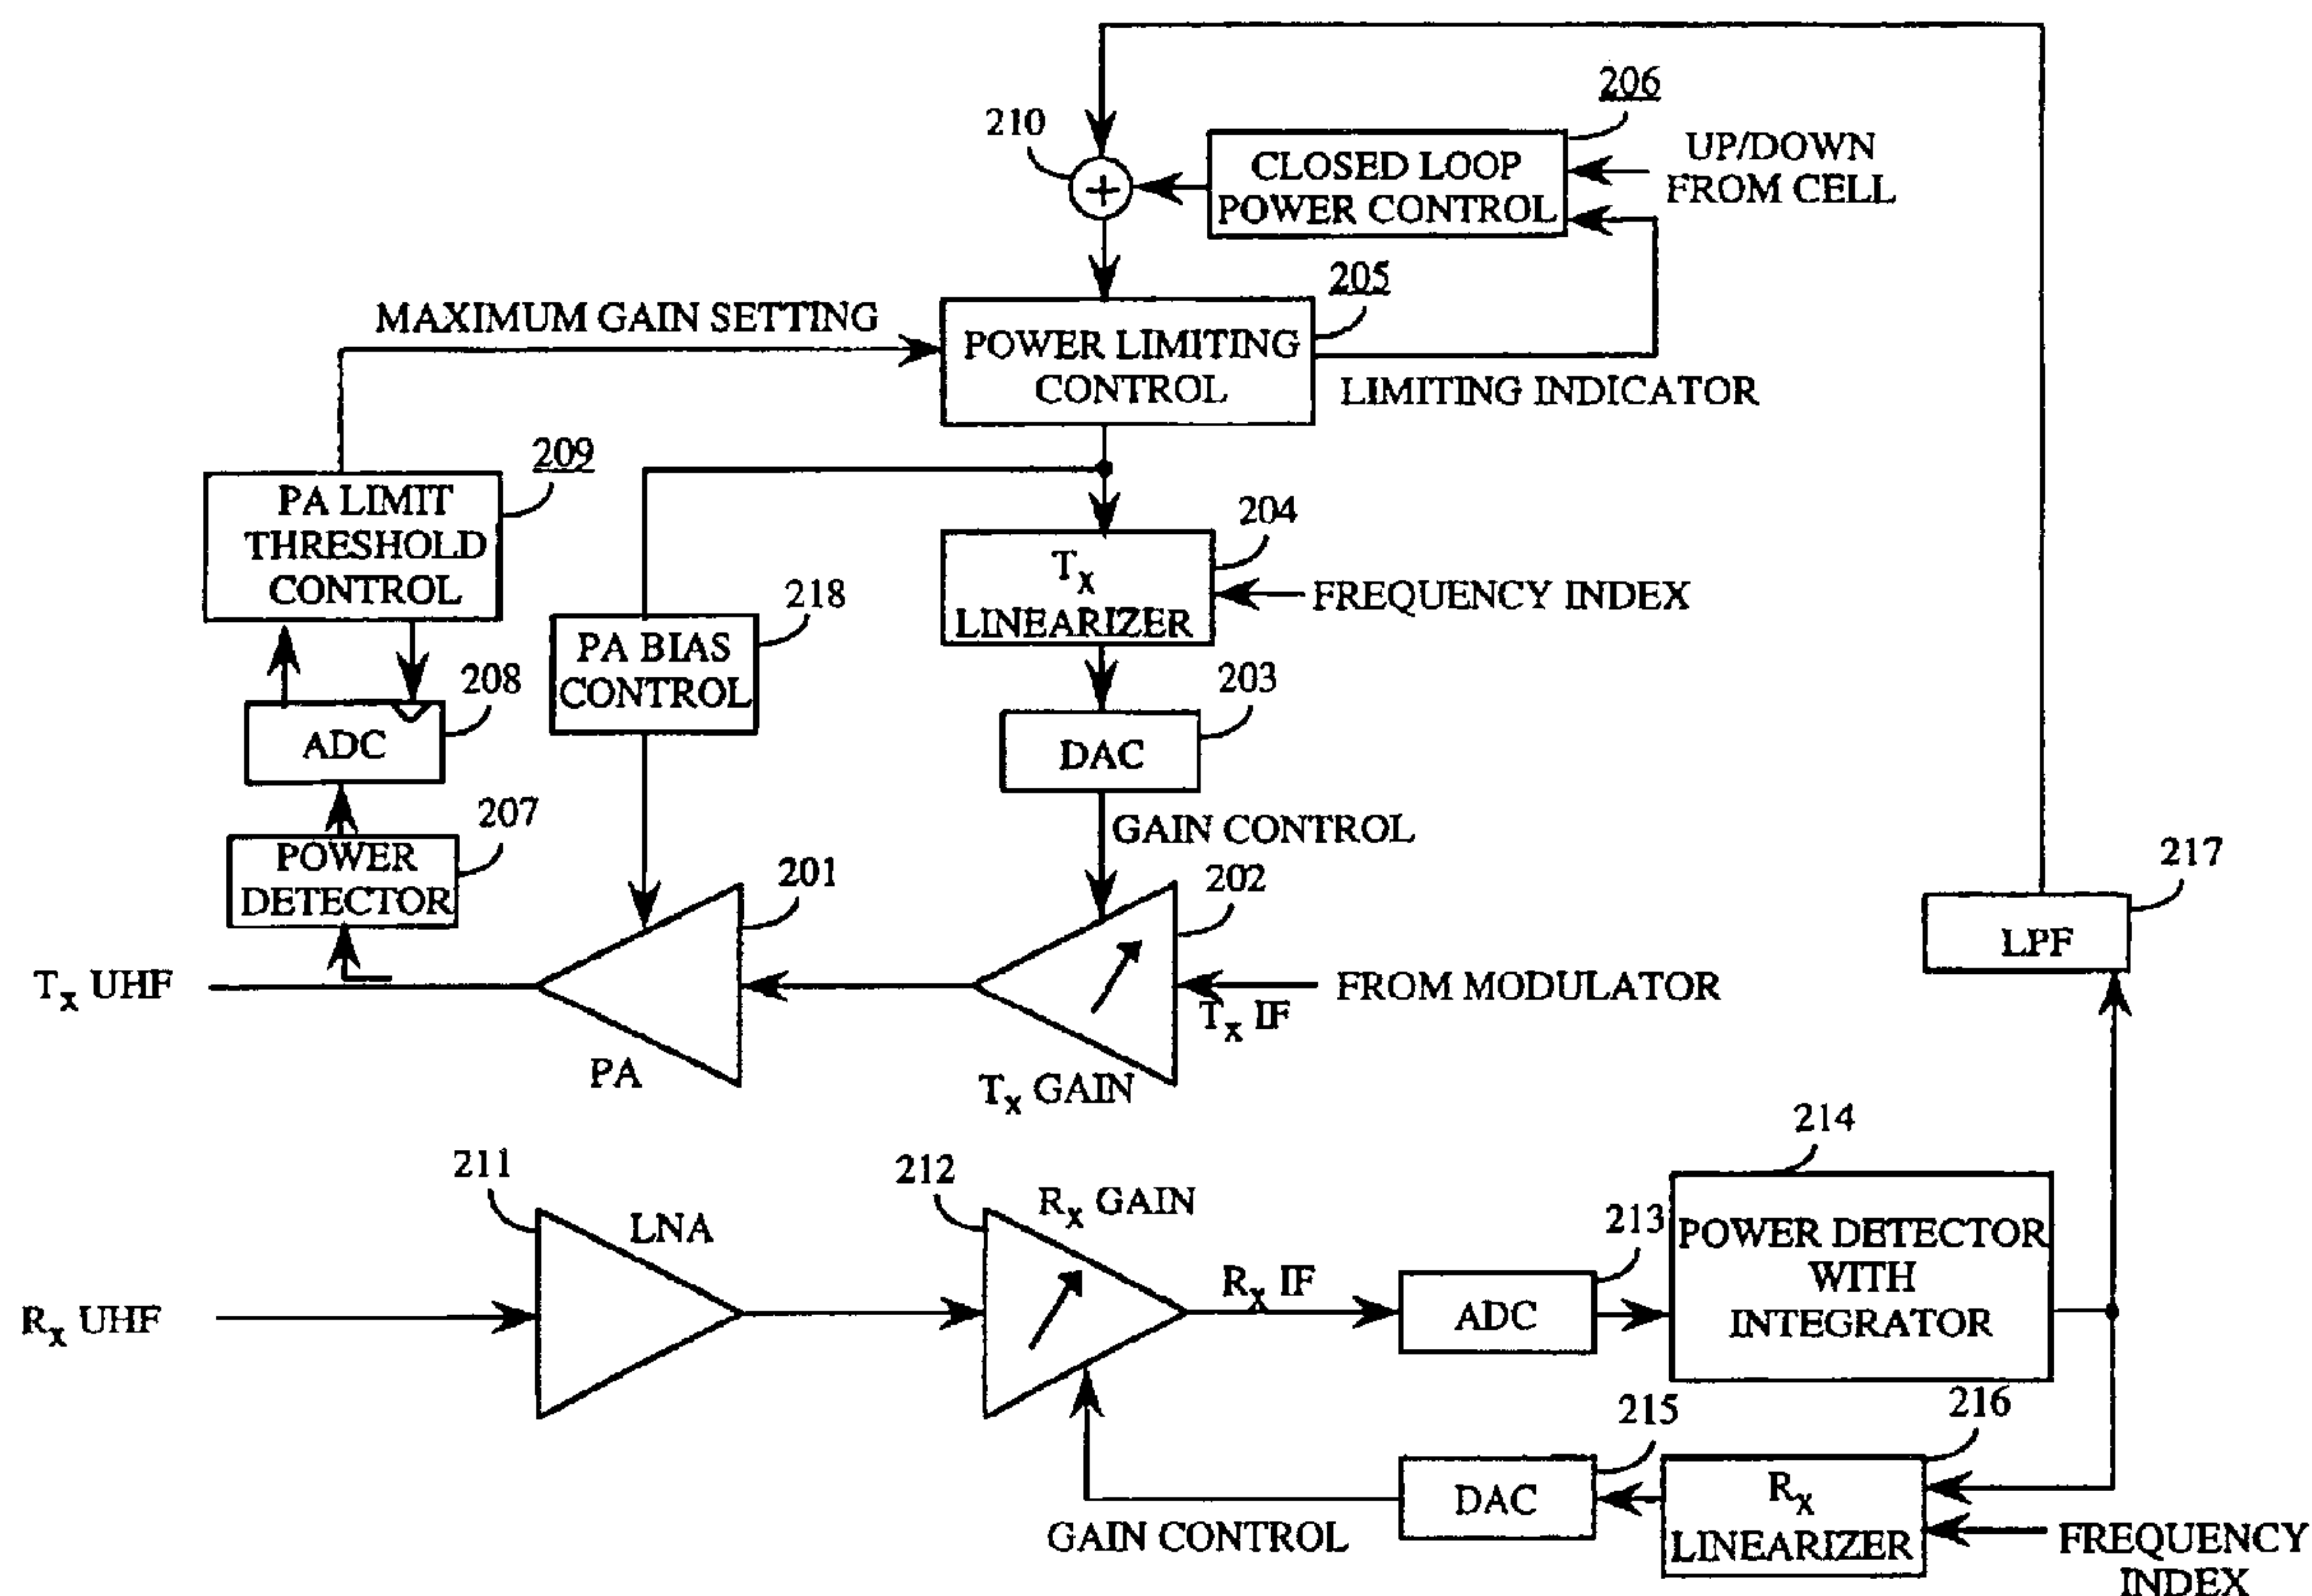 206
210
CLOSED LOOP
POWER CONTROL
UP/DOWN
FROM CELL
205
MAXIMUM GAIN SETTING
POWER LIMITING
CONTROL
LIMITING INDICATOR
209
PA LIMIT
THRESHOLD
CONTROL
204
Tx
LINEARIZER
FREQUENCY INDEX
218
PA BIAS
CONTROL
208
ADC
203
DAC
207
POWER
DETECTOR
GAIN CONTROL
201
202
217
LPF
Tx UHF
FROM MODULATOR
Tx IF
PA
Tx GAIN
214
211
LNA
212
Rx GAIN
213
POWER DETECTOR
WITH
INTEGRATOR
Rx UHF
Rx IF
ADC
215
216
DAC
Rx
LINEARIZER
GAIN CONTROL
FREQUENCY
INDEX